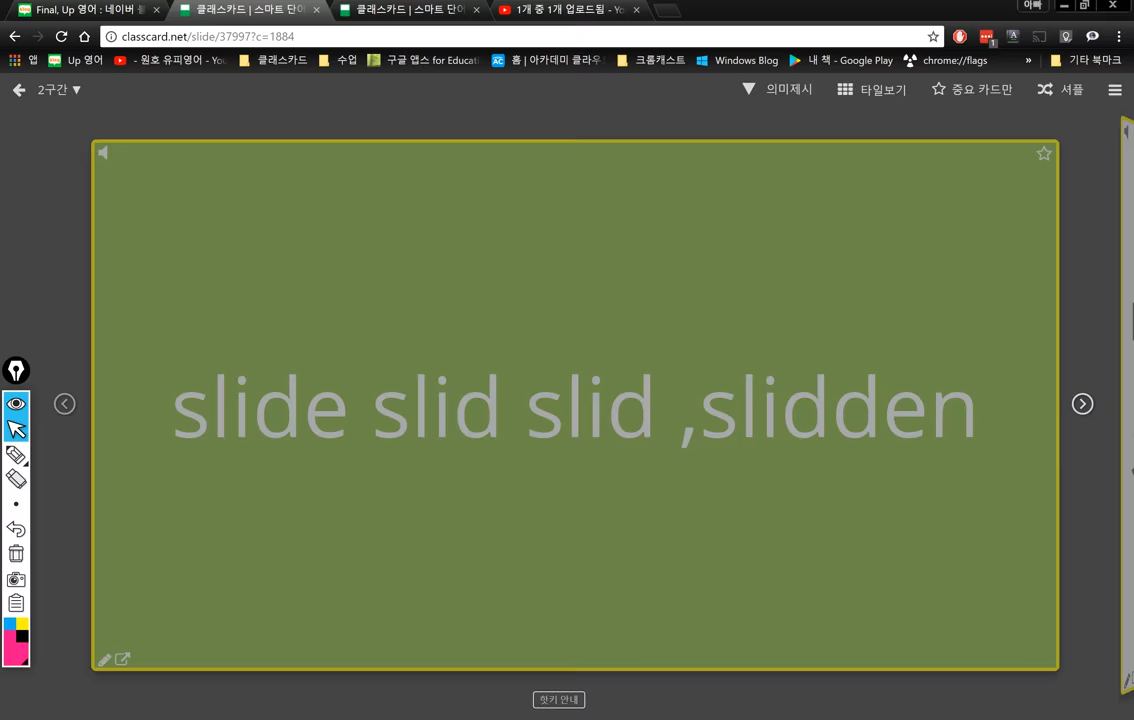 Final, Up 영어 : 네이버 블
클래스카드 | 스마트 단어
클래스카드 | 스마트 단어
1개 중 1개 업로드됨 - Yo
아빠
classcard.net/slide/37997?c=1884
앱
Up 영어
- 원호 유피영어 - You
클래스카드
수업
구글 앱스 for Educati
홈 | 아카데미 클라우
크롬캐스트
Windows Blog
내 책 - Google Play
chrome://flags
»
기타 북마크
2구간 ▼
의미제시
타일보기
중요 카드만
셔플
slide slid slid ,slidden
핫키 안내